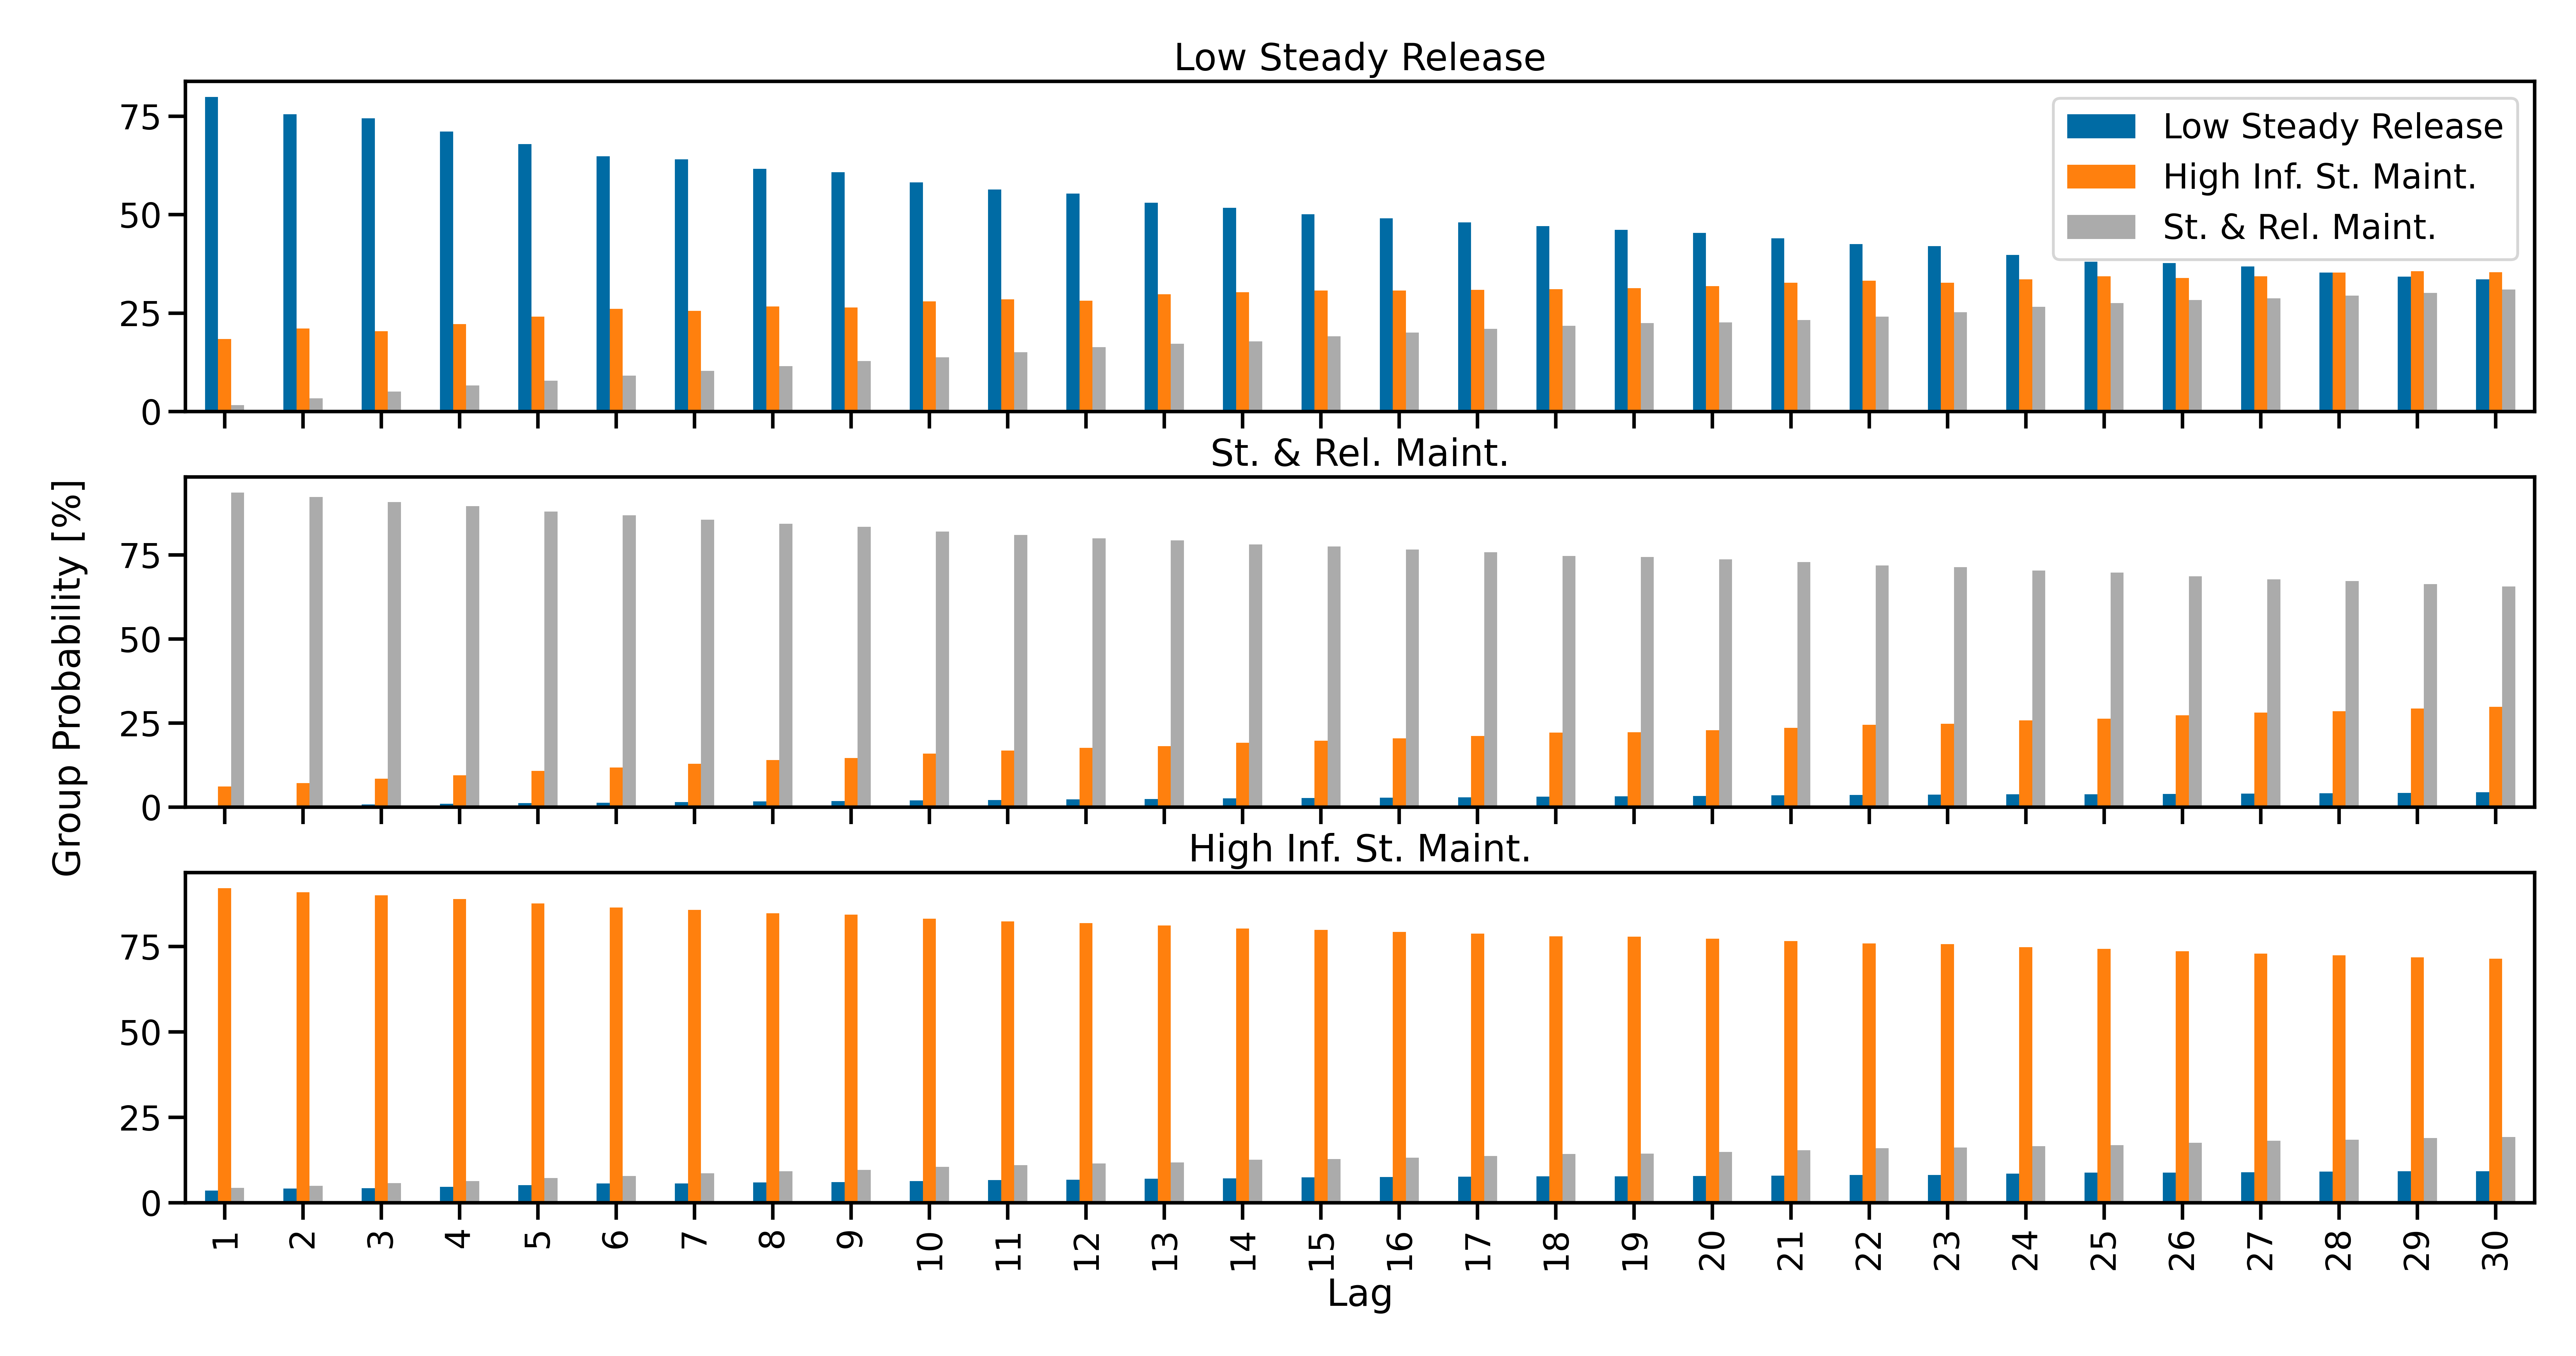 Low Steady Release
75
50
25
0
Low Steady Release
High Inf. St. Maint.
St. & Rel. Maint.
St. & Rel. Maint.
Group Probability [%]
75
50
25
0
High Inf. St. Maint.
75
50
25
0
1 2 3 4 5 6 7 8 9 10 11 12 13 14 15 16 17 18 19 20 21 22 23 24 25 26 27 28 29 30
Lag